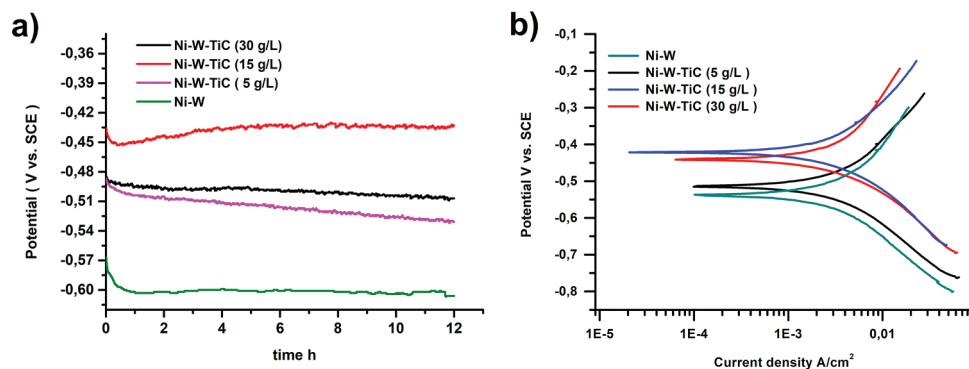 a)
Potential ( V vs. SCE)
-0,36
-0,39
-0,42
-0,45
-0,48
-0,51
-0,54
-0,57
-0,60
Ni-W-TiC (30 g/L)
Ni-W-TiC (15 g/L)
Ni-W-TiC ( 5 g/L)
Ni-W
0 2 4 6 8 10 12
time h
b)
Potential V vs. SCE
-0,1
-0,2
-0,3
-0,4
-0,5
-0,6
-0,7
-0,8
Ni-W
Ni-W-TiC (5 g/L )
Ni-W-TiC (15 g/L )
Ni-W-TiC (30 g/L )
1E-5 1E-4 1E-3 0,01
Current density A/cm²